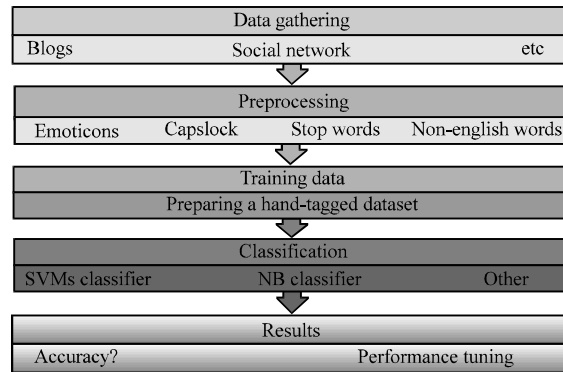 Data gathering
Blogs Social network etc
Preprocessing
Emoticons Capslock Stop words Non-english words
Training data
Preparing a hand-tagged dataset
Classification
SVMs classifier NB classifier Other
Results
Accuracy? Performance tuning